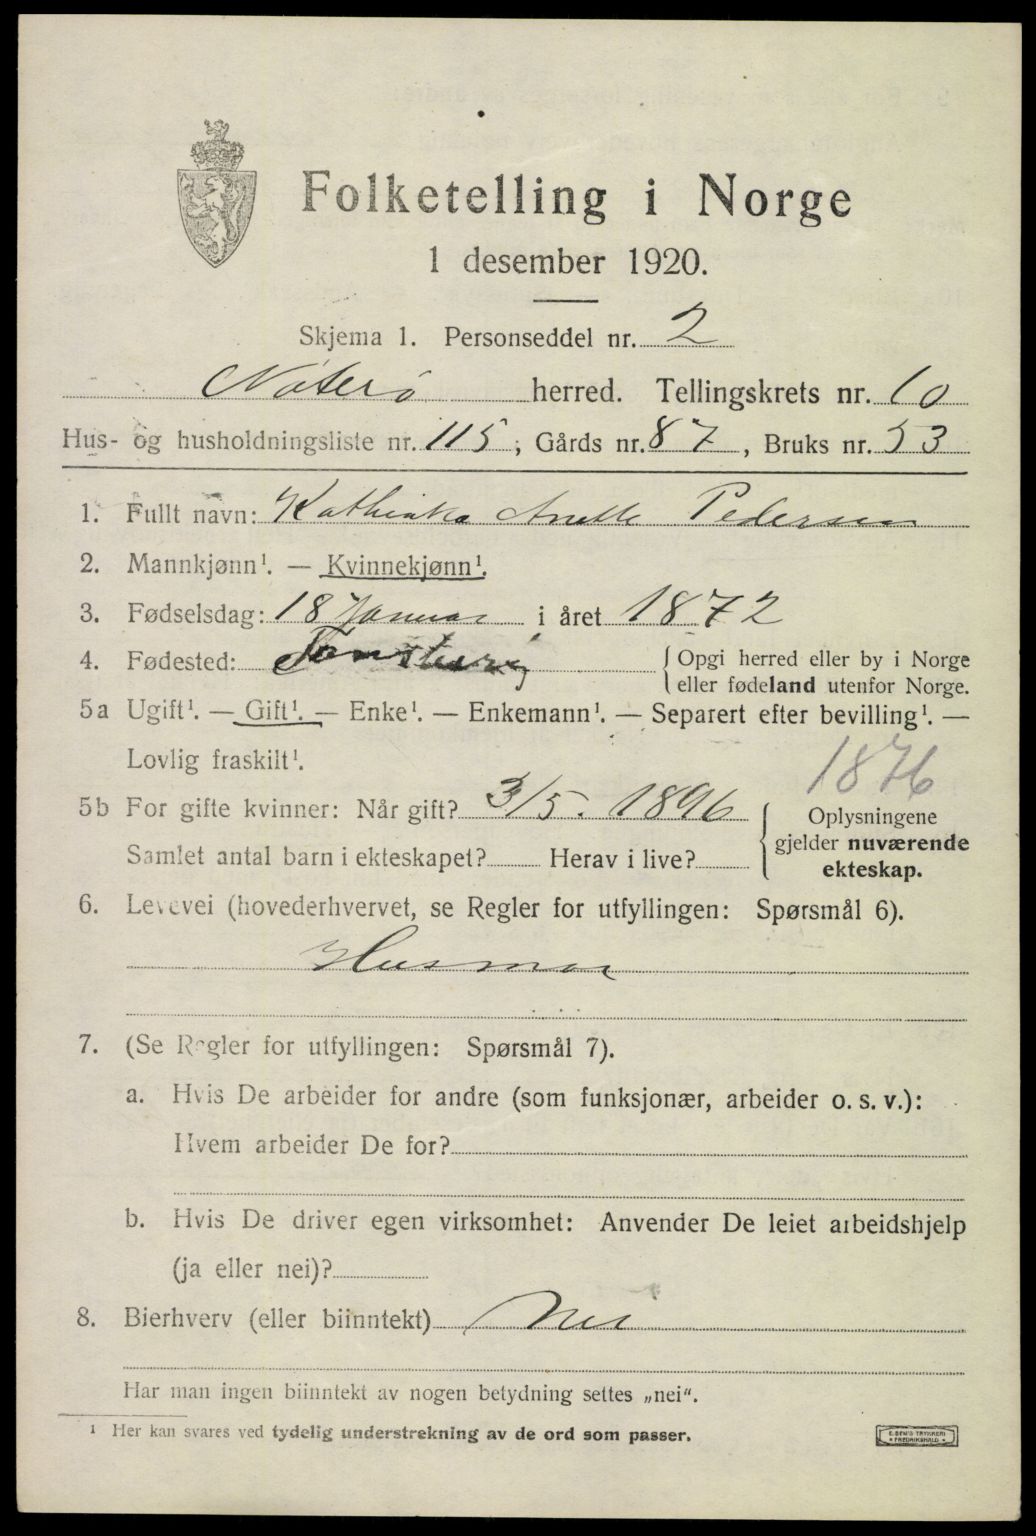 Folketelling i Norge
1 desember 1920.
Skjema 1. Personseddel nr. 2
Nøterø herred. Tellingskrets nr. 10
Hus- og husholdningsliste nr. 115; Gårds nr. 87, Bruks nr. 53
1. Fullt navn: Kathinka Anette Pedersen
2. Mannkjønn¹. — Kvinnekjønn¹.
3. Fødselsdag: 18 Januar i året 1872
4. Fødested: Tønsberg { Opgi herred eller by i Norge
eller fødeland utenfor Norge.
5a Ugift¹. — Gift¹. — Enke¹. — Enkemann¹. — Separert efter bevilling¹. —
Lovlig fraskilt¹.
1876
5b For gifte kvinner: Når gift? 3/5. 1896 { Oplysningene
gjelder nuværende
ekteskap.
Samlet antal barn i ekteskapet? Herav i live?
6. Levevei (hovederhvervet, se Regler for utfyllingen: Spørsmål 6).
Husmor
7. (Se Regler for utfyllingen: Spørsmål 7).
a. Hvis De arbeider for andre (som funksjonær, arbeider o. s. v.):
Hvem arbeider De for?
b. Hvis De driver egen virksomhet: Anvender De leiet arbeidshjelp
(ja eller nei)?
8. Bierhverv (eller biinntekt) Nei
Har man ingen biinntekt av nogen betydning settes „nei".
¹ Her kan svares ved tydelig understrekning av de ord som passer.
E. SEM'S TRYKKERI
FREDRIKSHALD